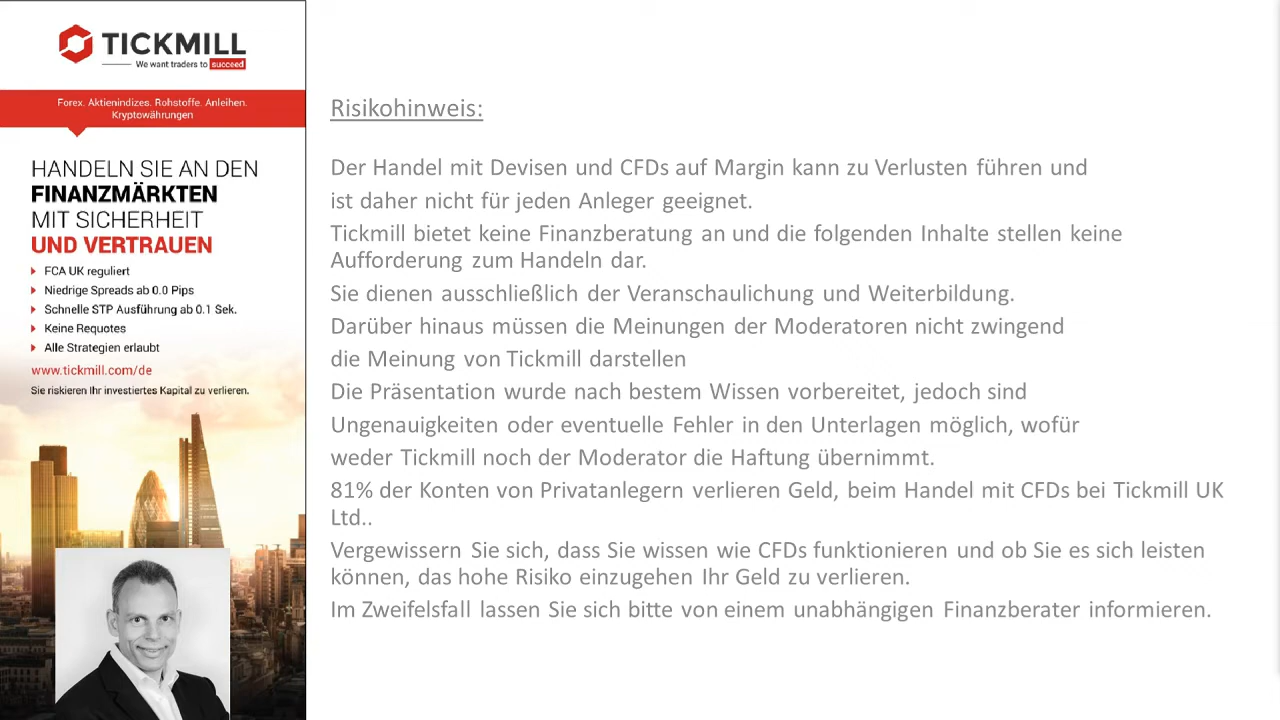 TICKMILL
We want traders to succeed
Forex. Aktienindizes. Rohstoffe. Anleihen.
Kryptowährungen
HANDELN SIE AN DEN
FINANZMÄRKTEN
MIT SICHERHEIT
UND VERTRAUEN
FCA UK reguliert
Niedrige Spreads ab 0.0 Pips
Schnelle STP Ausführung ab 0.1 Sek.
Keine Requotes
Alle Strategien erlaubt
www.tickmill.com/de
Sie riskieren Ihr investiertes Kapital zu verlieren.
Risikohinweis:
Der Handel mit Devisen und CFDs auf Margin kann zu Verlusten führen und
ist daher nicht für jeden Anleger geeignet.
Tickmill bietet keine Finanzberatung an und die folgenden Inhalte stellen keine
Aufforderung zum Handeln dar.
Sie dienen ausschließlich der Veranschaulichung und Weiterbildung.
Darüber hinaus müssen die Meinungen der Moderatoren nicht zwingend
die Meinung von Tickmill darstellen
Die Präsentation wurde nach bestem Wissen vorbereitet, jedoch sind
Ungenauigkeiten oder eventuelle Fehler in den Unterlagen möglich, wofür
weder Tickmill noch der Moderator die Haftung übernimmt.
81% der Konten von Privatanlegern verlieren Geld, beim Handel mit CFDs bei Tickmill UK
Ltd..
Vergewissern Sie sich, dass Sie wissen wie CFDs funktionieren und ob Sie es sich leisten
können, das hohe Risiko einzugehen Ihr Geld zu verlieren.
Im Zweifelsfall lassen Sie sich bitte von einem unabhängigen Finanzberater informieren.